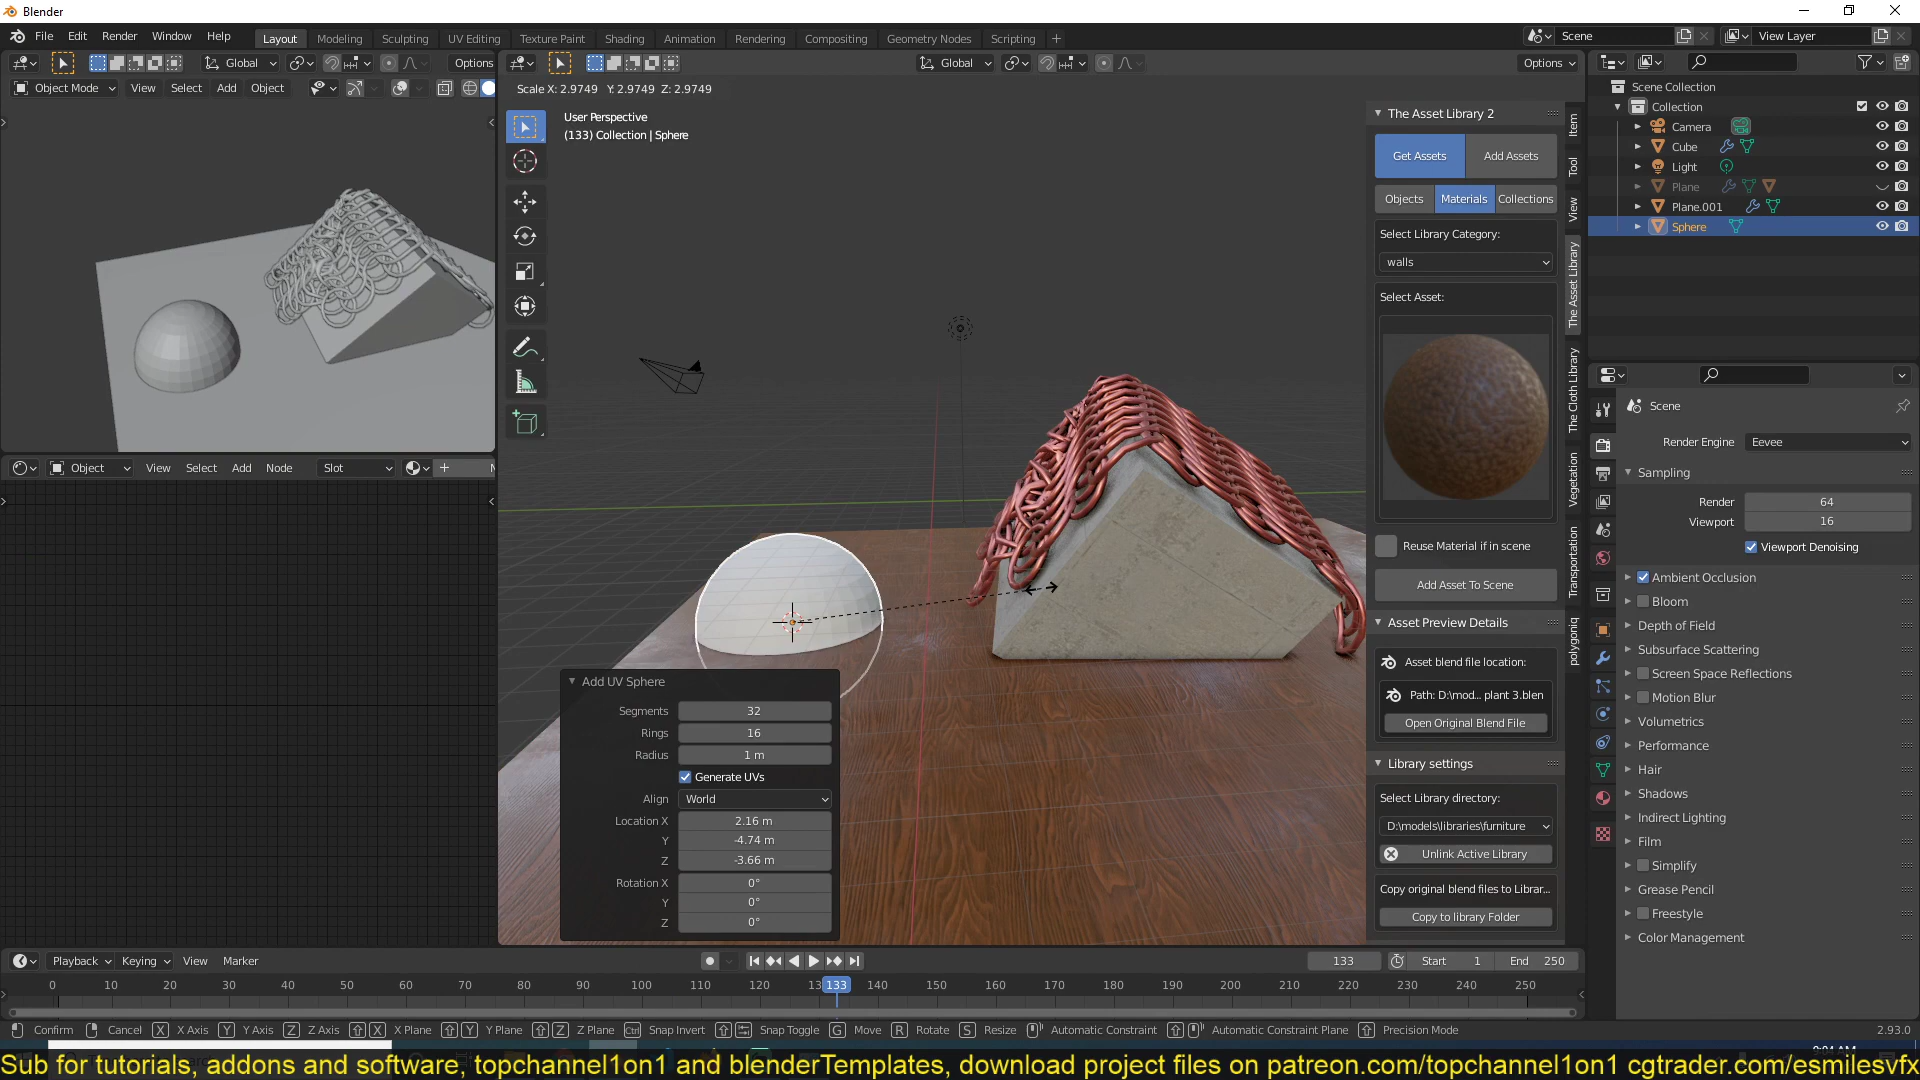 Blender
File Edit Render Window Help
Layout Modeling Sculpting UV Editing Texture Paint Shading Animation Rendering Compositing Geometry Nodes Scripting +
Scene
View Layer
Global Options
Object Mode View Select Add Object
Global Options
Scale X: 2.9749 Y: 2.9749 Z: 2.9749
User Perspective
(133) Collection | Sphere
The Asset Library 2
Get Assets Add Assets
Objects Materials Collections
Select Library Category:
walls
Select Asset:
Reuse Material if in scene
Add Asset To Scene
Asset Preview Details
Asset blend file location:
Path: D:\mod... plant 3.blen
Open Original Blend File
Library settings
Select Library directory:
D:\models\libraries\furniture
Unlink Active Library
Copy original blend files to Librar...
Copy to library Folder
Item
Tool
View
The Asset Library
The Cloth Library
Vegetation
Transportation
polygoniq
Scene Collection
Collection
Camera
Cube
Light
Plane
Plane.001
Sphere
Scene
Render Engine Eevee
Sampling
Render 64
Viewport 16
Viewport Denoising
Ambient Occlusion
Bloom
Depth of Field
Subsurface Scattering
Screen Space Reflections
Motion Blur
Volumetrics
Performance
Hair
Shadows
Indirect Lighting
Film
Simplify
Grease Pencil
Freestyle
Color Management
Object View Select Add Node Slot
Add UV Sphere
Segments 32
Rings 16
Radius 1 m
Generate UVs
Align World
Location X 2.16 m
Y -4.74 m
Z -3.66 m
Rotation X 0°
Y 0°
Z 0°
Playback Keying View Marker
133 Start 1 End 250
0 10 20 30 40 50 60 70 80 90 100 110 120 13 133 140 150 160 170 180 190 200 210 220 230 240 250
Confirm Cancel X X Axis Y Y Axis Z Z Axis X X Plane Y Y Plane Z Z Plane Ctrl Snap Invert Snap Toggle G Move R Rotate S Resize Automatic Constraint Automatic Constraint Plane Precision Mode 2.93.0
Sub for tutorials, addons and software, topchannel1on1 and blenderTemplates, download project files on patreon.com/topchannel1on1 cgtrader.com/esmilesvfx